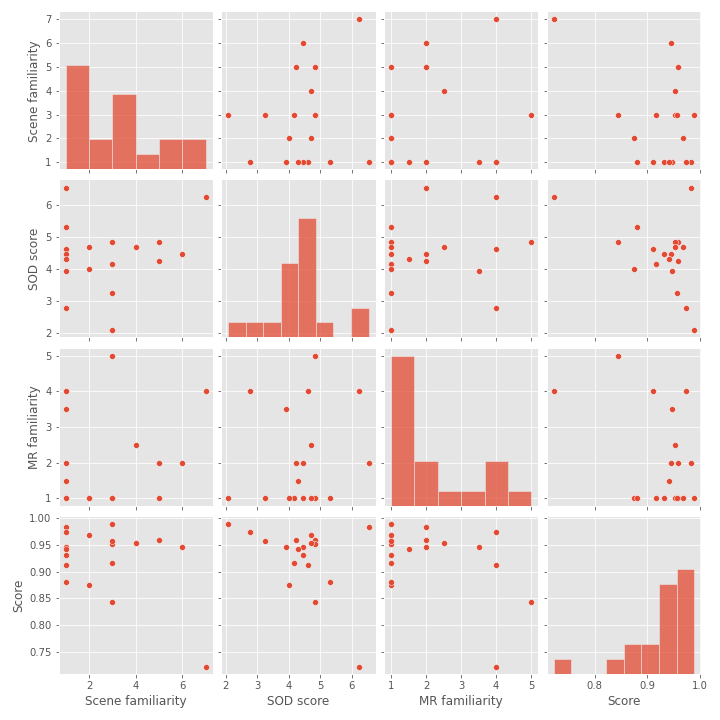 Scene familiarity
7
6
5
4
3
2
1
SOD score
6
5
4
3
2
MR familiarity
5
4
3
2
1
Score
1.00
0.95
0.90
0.85
0.80
0.75
2 4 6
2 3 4 5 6
1 2 3 4 5
0.8 0.9 1.0
Scene familiarity SOD score MR familiarity Score